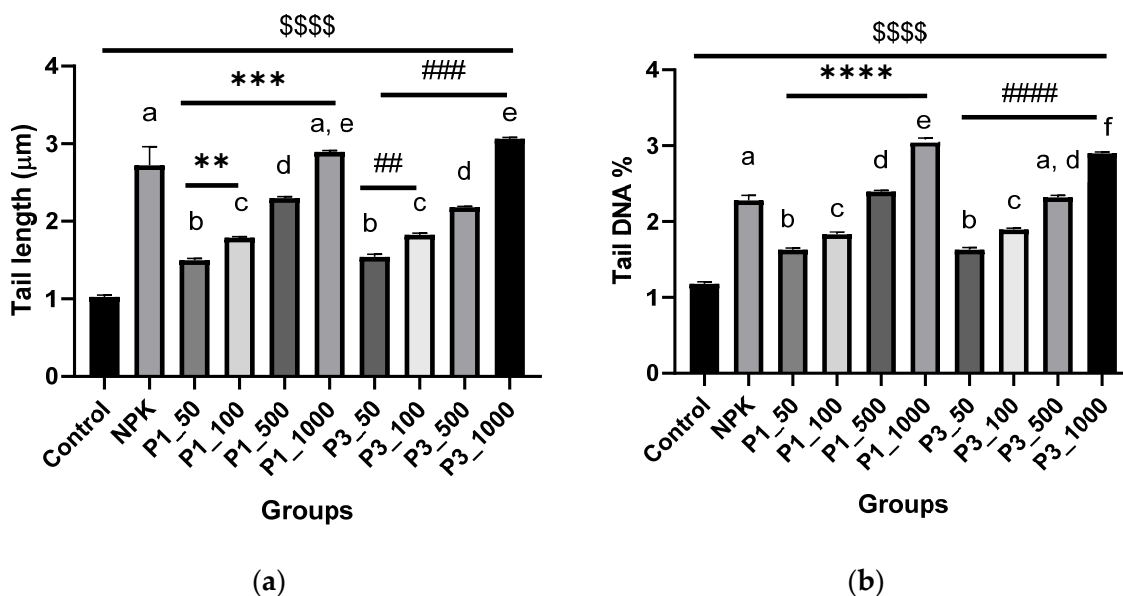 $$$$
***
###
4
a
a, e
e
**
##
3
d
d
b
c
b
c
2
1
0
Tail length (μm)
Control
NPK
P1_50
P1_100
P1_500
P1_1000
P3_50
P3_100
P3_500
P3_1000
Groups
(a)
$$$$
****
####
4
a
e
f
3
d
a, d
b
c
b
c
2
1
0
Tail DNA %
Control
NPK
P1_50
P1_100
P1_500
P1_1000
P3_50
P3_100
P3_500
P3_1000
Groups
(b)